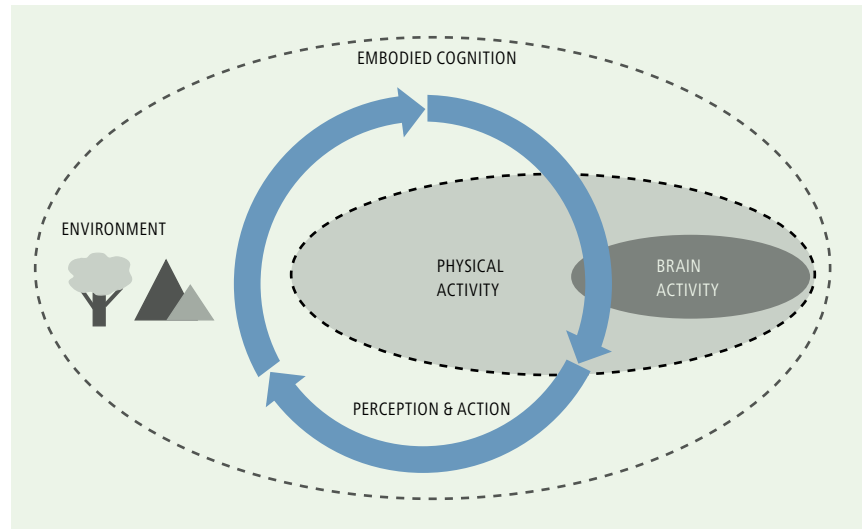 EMBODIED COGNITION
ENVIRONMENT
PHYSICAL
ACTIVITY
BRAIN
ACTIVITY
PERCEPTION & ACTION